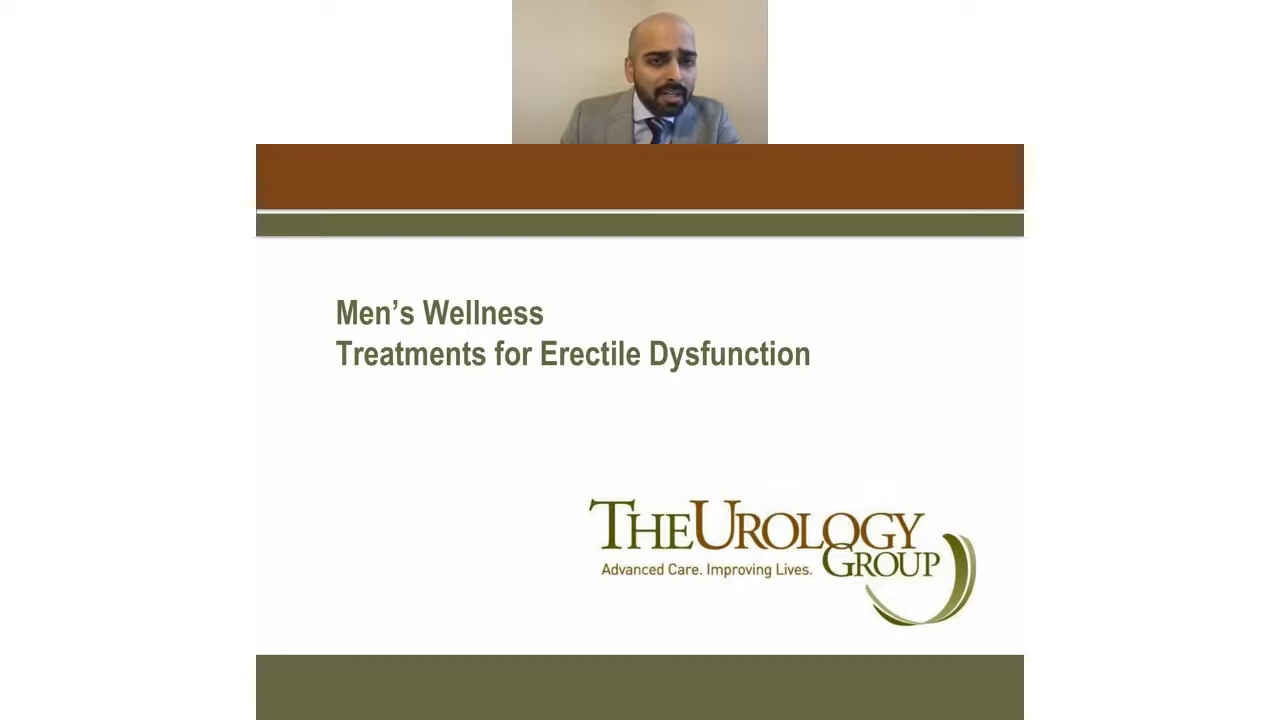 Men’s Wellness
Treatments for Erectile Dysfunction
THE UROLOGY
GROUP
Advanced Care. Improving Lives.